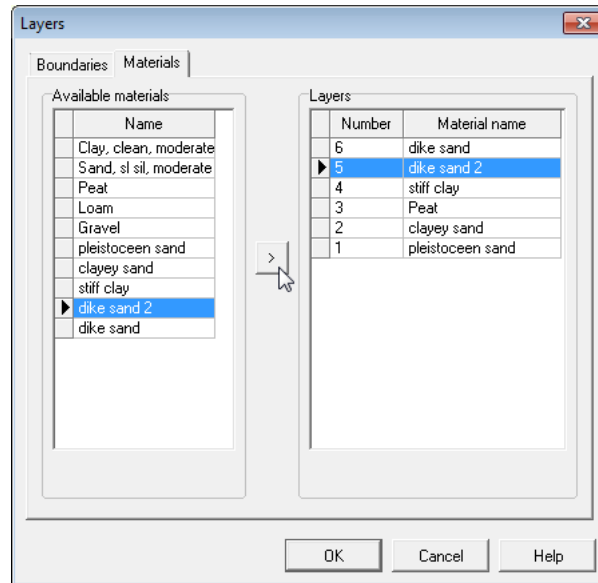 Layers
Boundaries Materials
Available materials
Name
Clay, clean, moderate
Sand, sl sil, moderate
Peat
Loam
Gravel
pleistoceen sand
clayey sand
stiff clay
dike sand 2
dike sand
>
Layers
Number Material name
6 dike sand
5 dike sand 2
4 stiff clay
3 Peat
2 clayey sand
1 pleistoceen sand
OK Cancel Help